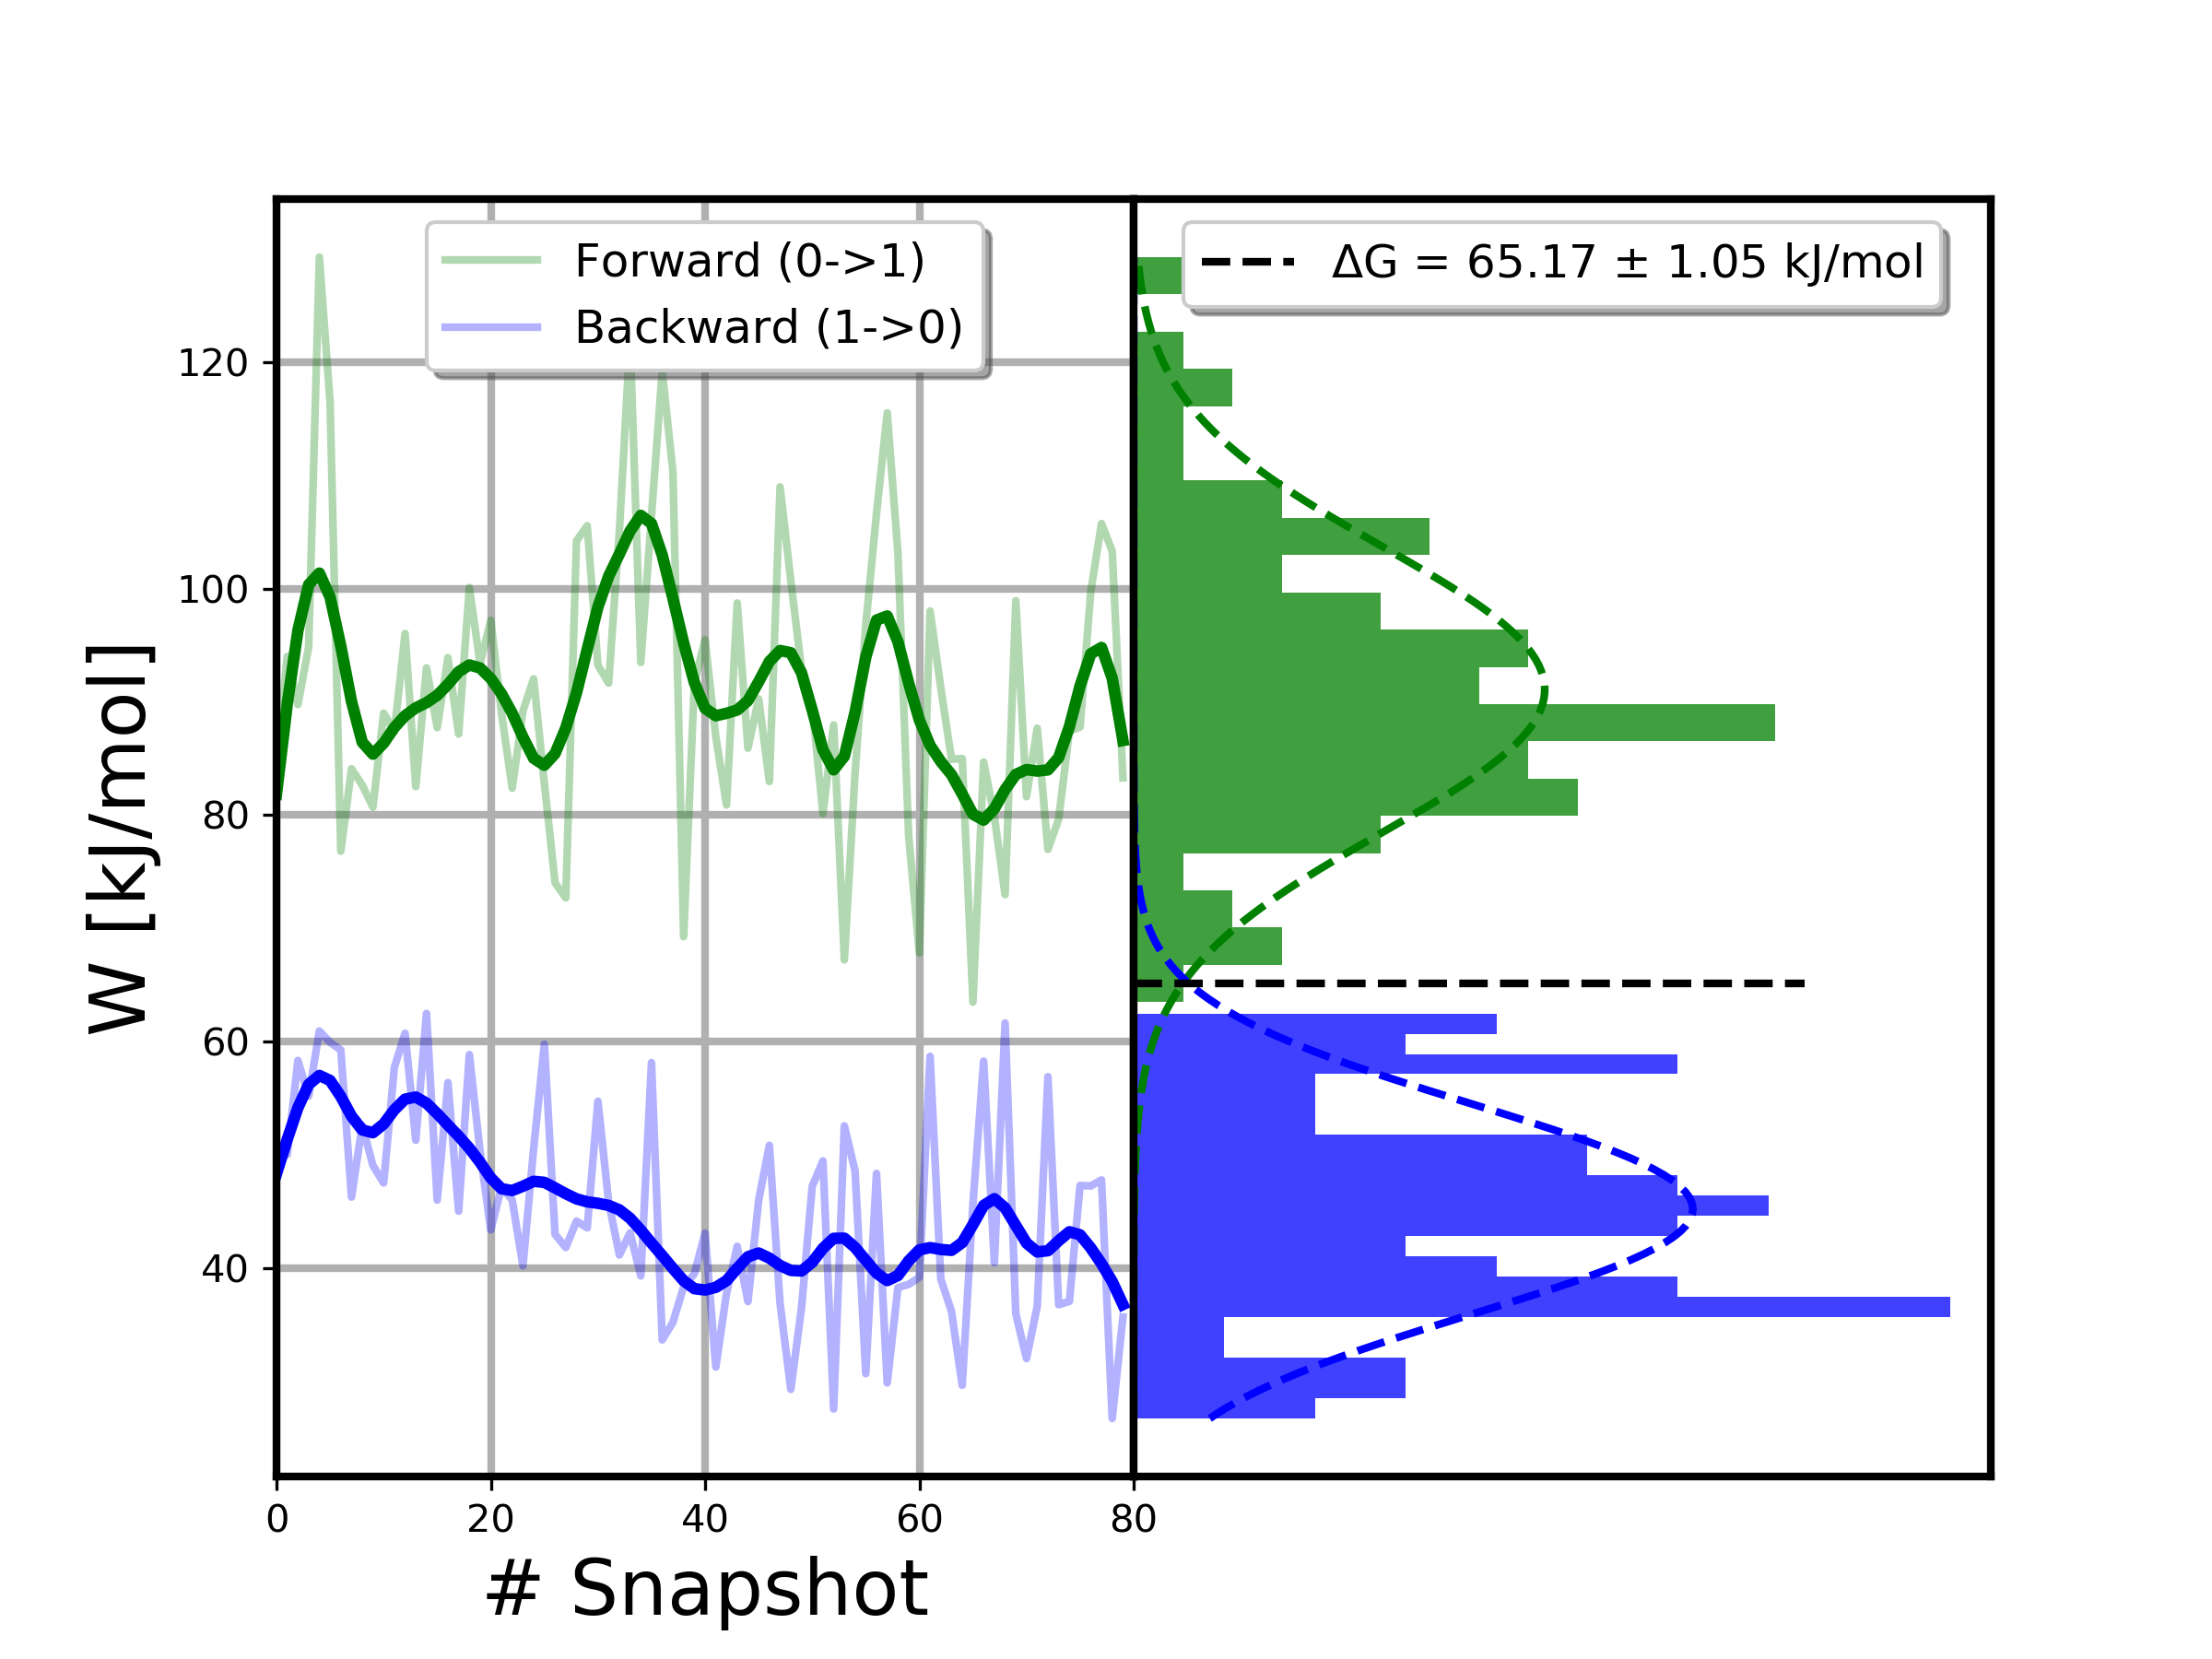 Forward (0->1)
Backward (1->0)
ΔG = 65.17 ± 1.05 kJ/mol
W [kJ/mol]
120
100
80
60
40
0 20 40 60 80
# Snapshot